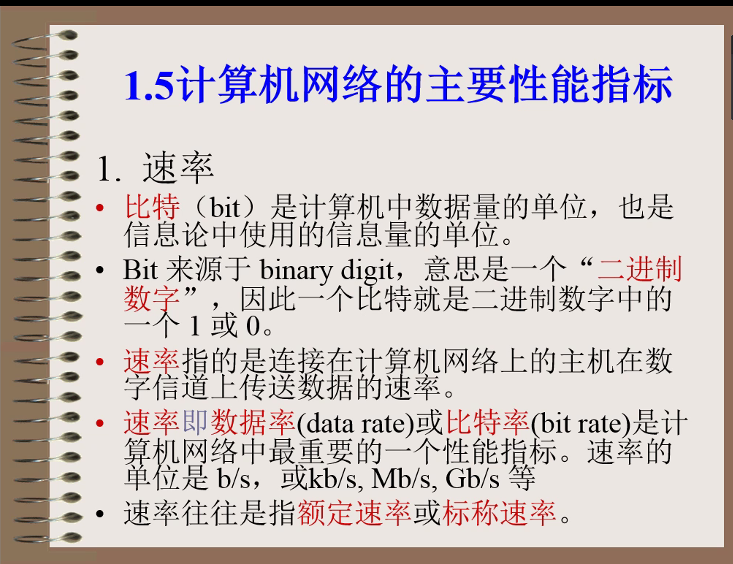 1.5计算机网络的主要性能指标
1. 速率
• 比特（bit）是计算机中数据量的单位，也是
信息论中使用的信息量的单位。
• Bit 来源于 binary digit，意思是一个“二进制
数字”，因此一个比特就是二进制数字中的
一个 1 或 0。
• 速率指的是连接在计算机网络上的主机在数
字信道上传送数据的速率。
• 速率即数据率(data rate)或比特率(bit rate)是计
算机网络中最重要的一个性能指标。速率的
单位是 b/s，或kb/s, Mb/s, Gb/s 等
• 速率往往是指额定速率或标称速率。